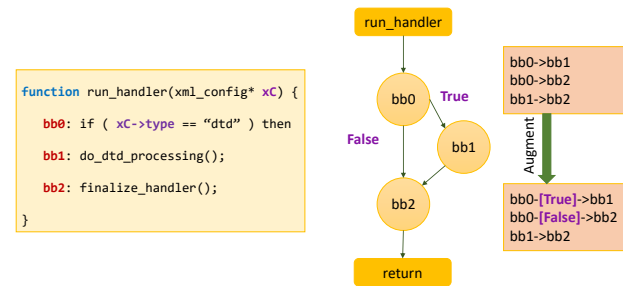 function run_handler(xml_config* xC) {
bb0: if ( xC->type == “dtd” ) then
bb1: do_dtd_processing();
bb2: finalize_handler();
}
run_handler
bb0
True
False
bb1
bb2
return
bb0->bb1
bb0->bb2
bb1->bb2
Augment
bb0-[True]->bb1
bb0-[False]->bb2
bb1->bb2